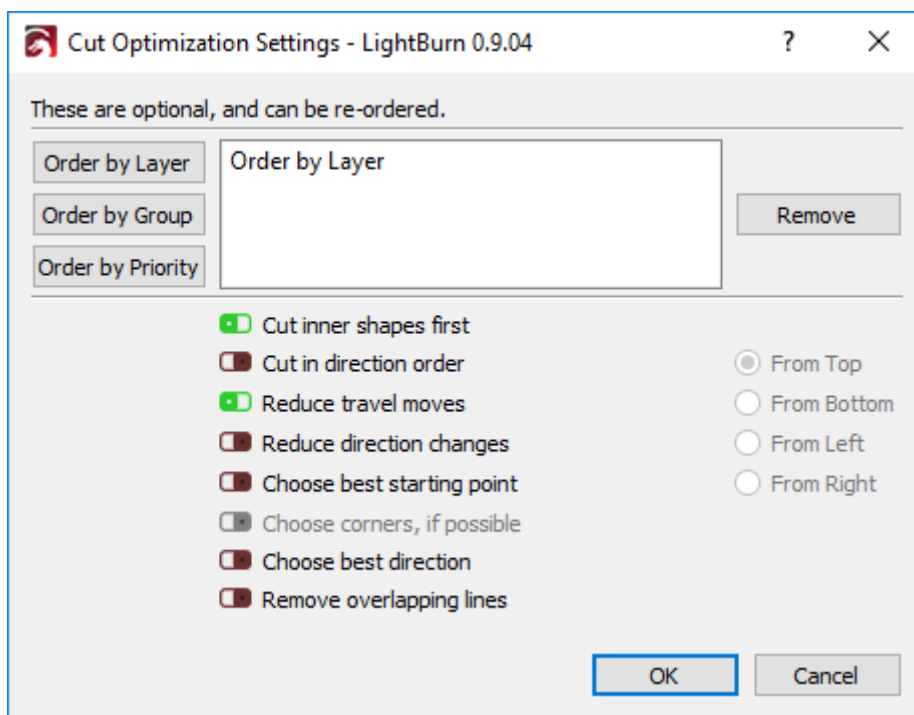 Cut Optimization Settings - LightBurn 0.9.04
These are optional, and can be re-ordered.
Order by Layer
Order by Group
Order by Priority
Order by Layer
Remove
Cut inner shapes first
Cut in direction order
Reduce travel moves
Reduce direction changes
Choose best starting point
Choose corners, if possible
Choose best direction
Remove overlapping lines
From Top
From Bottom
From Left
From Right
OK
Cancel